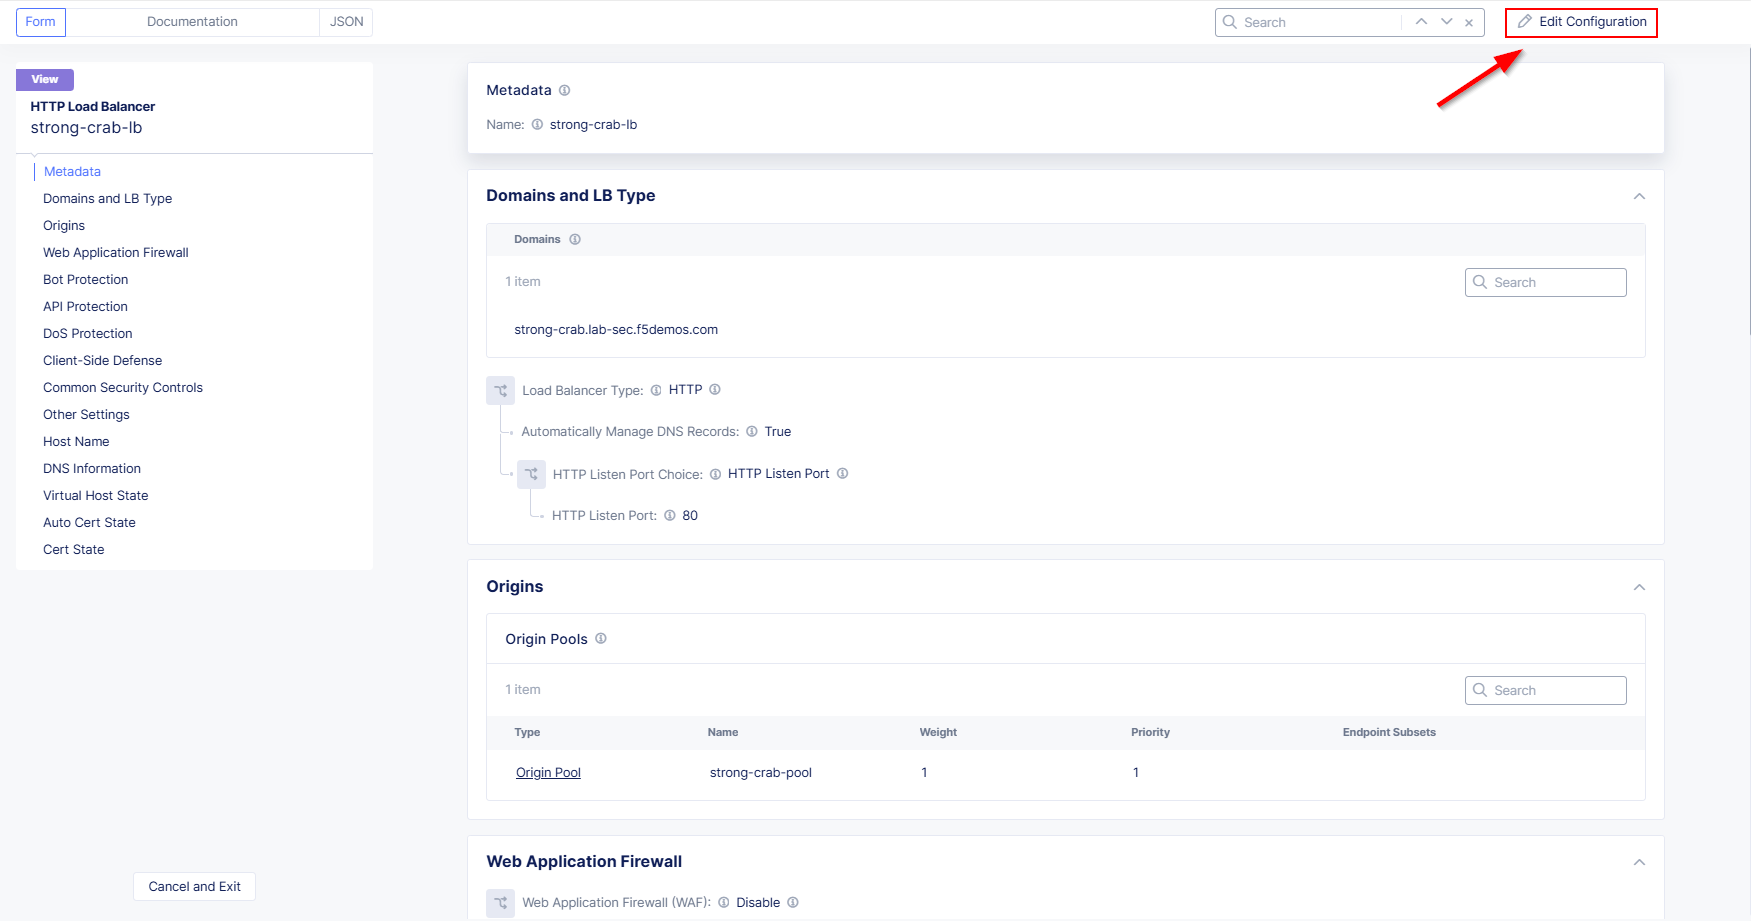 Form
Documentation
JSON
Search
Edit Configuration
View
HTTP Load Balancer
strong-crab-lb
Metadata
Domains and LB Type
Origins
Web Application Firewall
Bot Protection
API Protection
DoS Protection
Client-Side Defense
Common Security Controls
Other Settings
Host Name
DNS Information
Virtual Host State
Auto Cert State
Cert State
Cancel and Exit
Metadata
Name: strong-crab-lb
Domains and LB Type
Domains
1 item
Search
strong-crab.lab-sec.f5demos.com
Load Balancer Type: HTTP
Automatically Manage DNS Records: True
HTTP Listen Port Choice: HTTP Listen Port
HTTP Listen Port: 80
Origins
Origin Pools
1 item
Search
Type Name Weight Priority Endpoint Subsets
Origin Pool strong-crab-pool 1 1
Web Application Firewall
Web Application Firewall (WAF): Disable